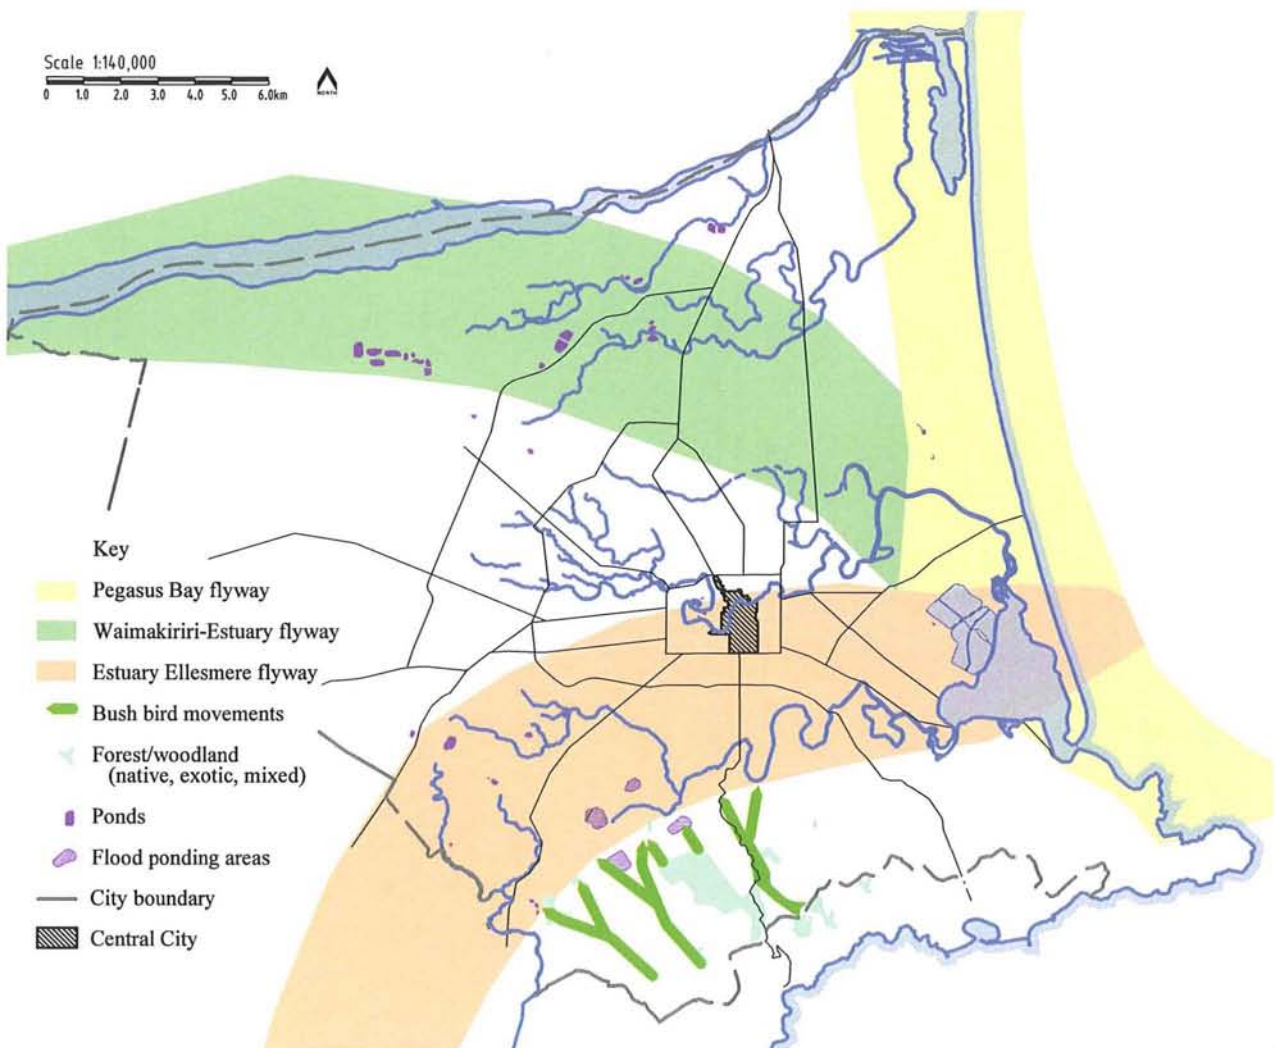 Scale 1:140,000
0 1.0 2.0 3.0 4.0 5.0 6.0km
NORTH
Key
Pegasus Bay flyway
Waimakiriri-Estuary flyway
Estuary Ellesmere flyway
Bush bird movements
Forest/woodland
(native, exotic, mixed)
Ponds
Flood ponding areas
City boundary
Central City